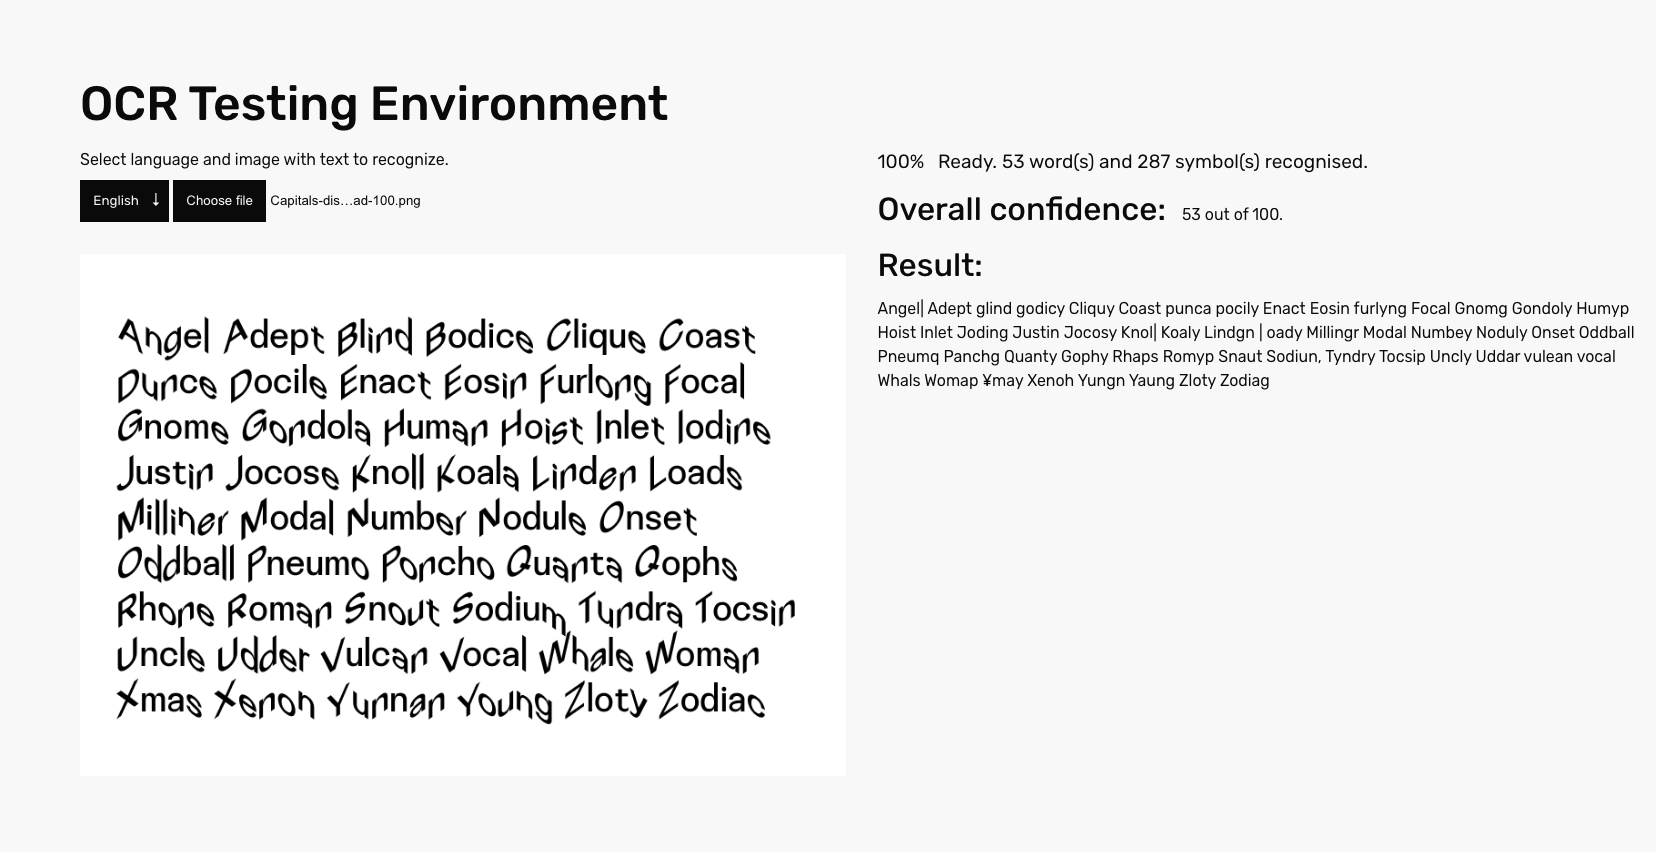 OCR Testing Environment
Select language and image with text to recognize.
English ↓ Choose file Capitals-dis...ad-100.png
Angel Adept Blind Bodice Clique Coast
Dunce Docile Enact Eosin Furlong Focal
Gnome Gondola Human Hoist Inlet Iodine
Justin Jocose Knoll Koala Linden Loads
Milliner Modal Number Nodule Onset
Oddball Pneumo Poncho Quanta Qophs
Rhone Roman Snout Sodium Tundra Tocsin
Uncle Udder Vulcan Vocal Whale Woman
Xmas Xenon Yunnan Young Zloty Zodiac
100% Ready. 53 word(s) and 287 symbol(s) recognised.
Overall confidence: 53 out of 100.
Result:
Angel| Adept glind godicy Cliquy Coast punca pocily Enact Eosin furlyng Focal Gnomg Gondoly Humyp
Hoist Inlet Joding Justin Jocosy Knol| Koaly Lindgn | oady Millingr Modal Numbey Noduly Onset Oddball
Pneumq Panchg Quanty Gophy Rhaps Romyp Snaut Sodiun, Tyndry Tocsip Uncly Uddar vulean vocal
Whals Womap ¥may Xenoh Yungn Yaung Zloty Zodiag